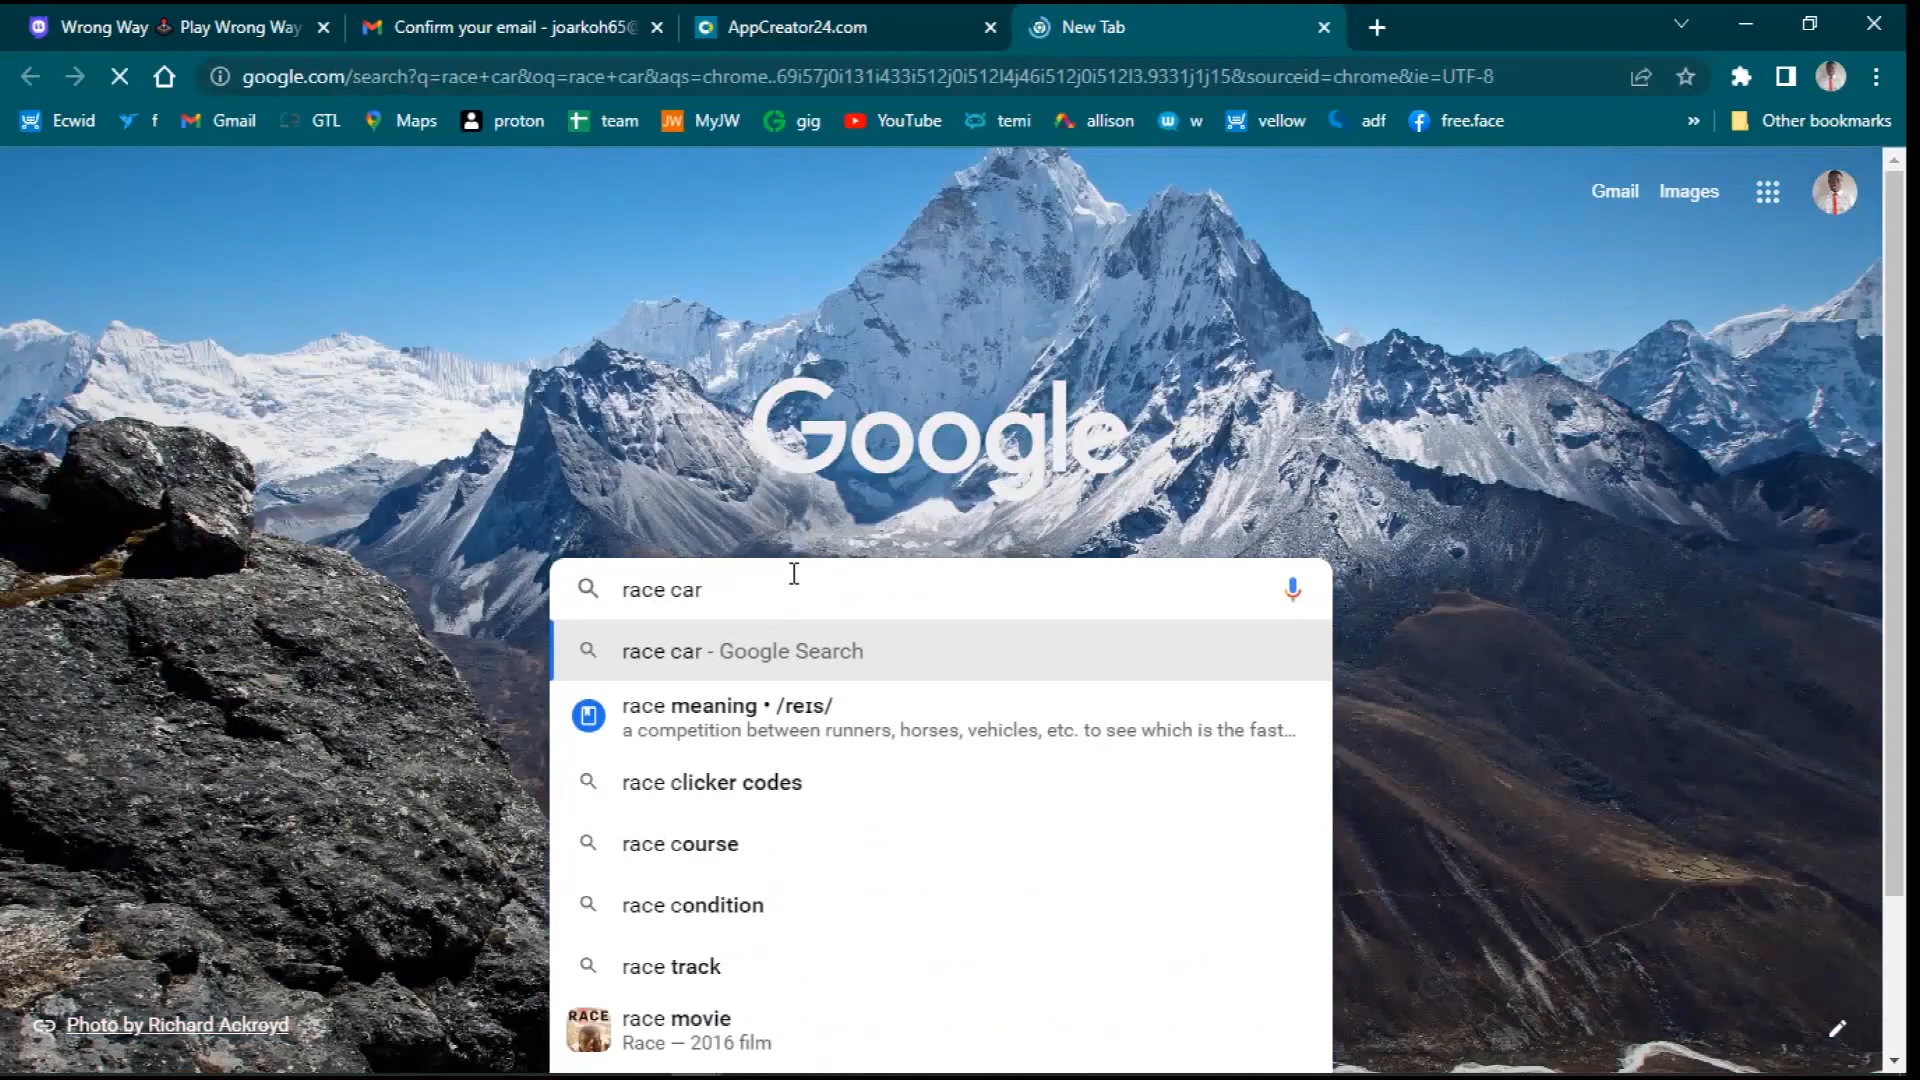 Wrong Way Play Wrong Way
Confirm your email - joarkoh65@
AppCreator24.com
New Tab
google.com/search?q=race+car&oq=race+car&aqs=chrome..69i57j0i131i433i512j0i512l4j46i512j0i512l3.9331j1j15&sourceid=chrome&ie=UTF-8
Ecwid
f
Gmail
GTL
Maps
proton
team
JW MyJW
gig
YouTube
temi
allison
w
vellow
adf
free.face
»
Other bookmarks
Gmail Images
Google
race car
race car - Google Search
race meaning • /reɪs/
a competition between runners, horses, vehicles, etc. to see which is the fast...
race clicker codes
race course
race condition
race track
RACE
race movie
Race — 2016 film
Photo by Richard Ackroyd